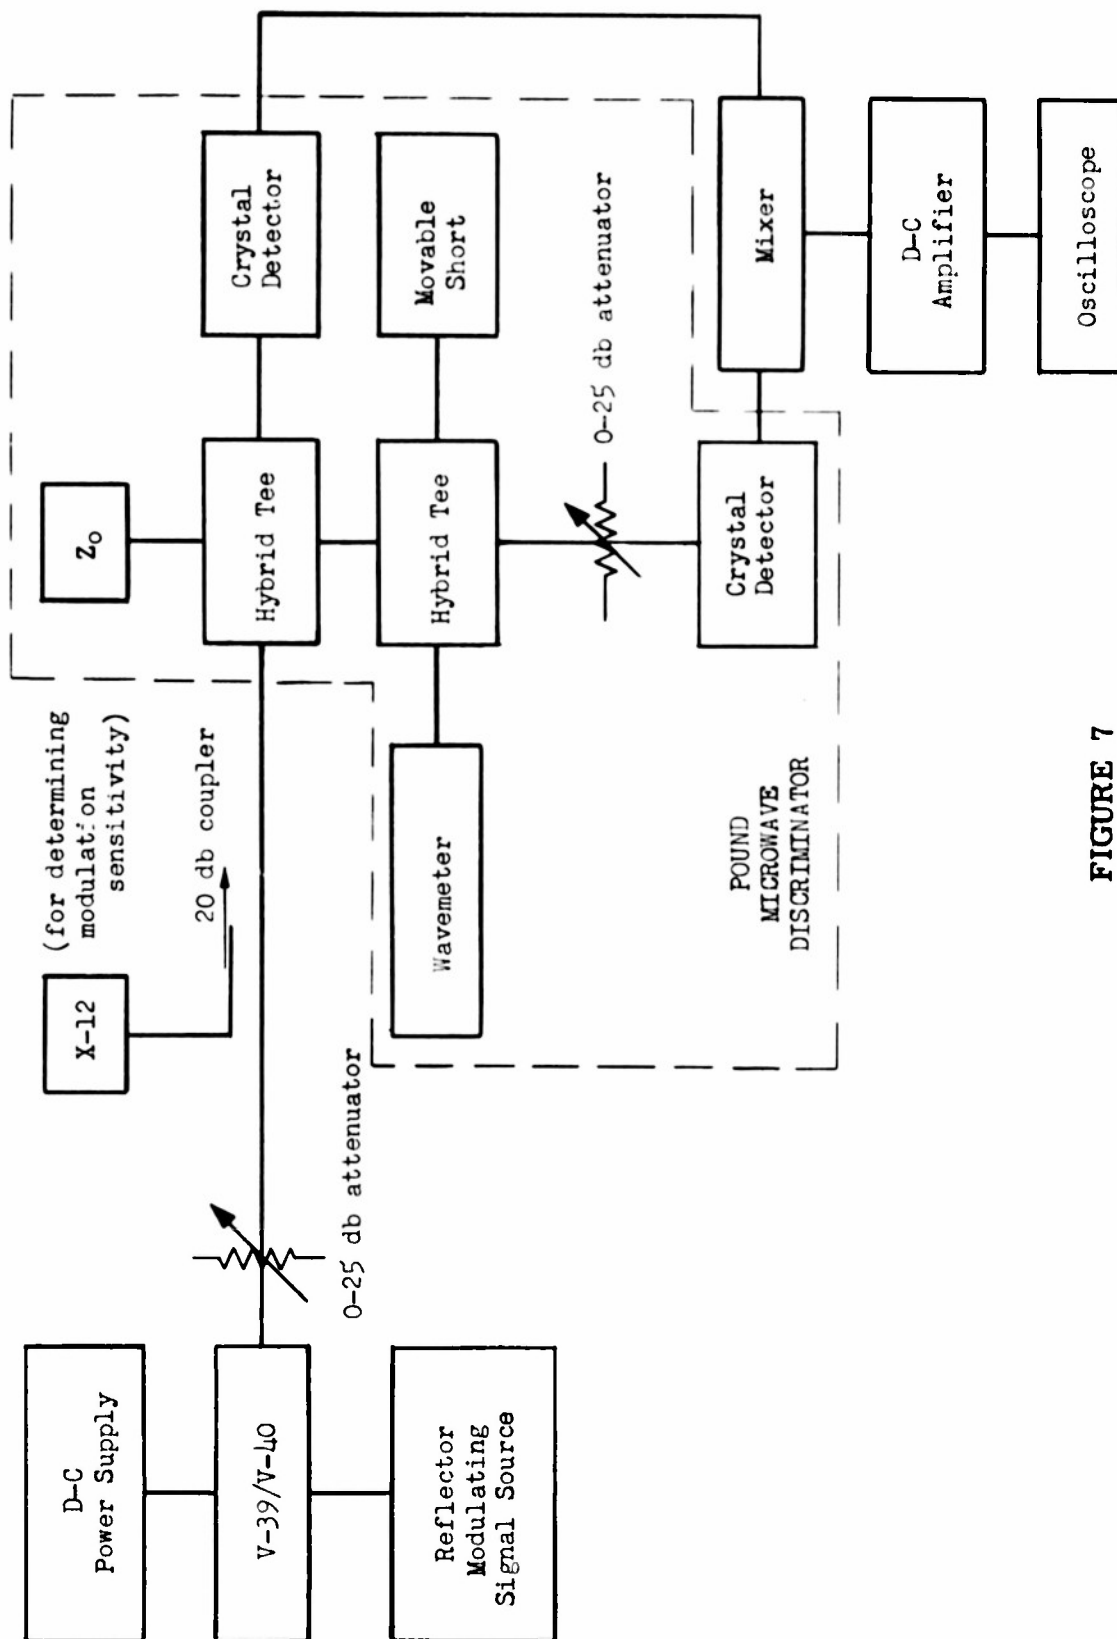 D-C
Power Supply
V-39/V-40
Reflector
Modulating
Signal Source
0-25 db attenuator
X-12
(for determining
modulation
sensitivity)
20 db coupler
Z₀
Hybrid Tee
Crystal
Detector
Wavemeter
Hybrid Tee
Movable
Short
0-25 db attenuator
POUND
MICROWAVE
DISCRIMINATOR
Crystal
Detector
Mixer
D-C
Amplifier
Oscilloscope
FIGURE 7